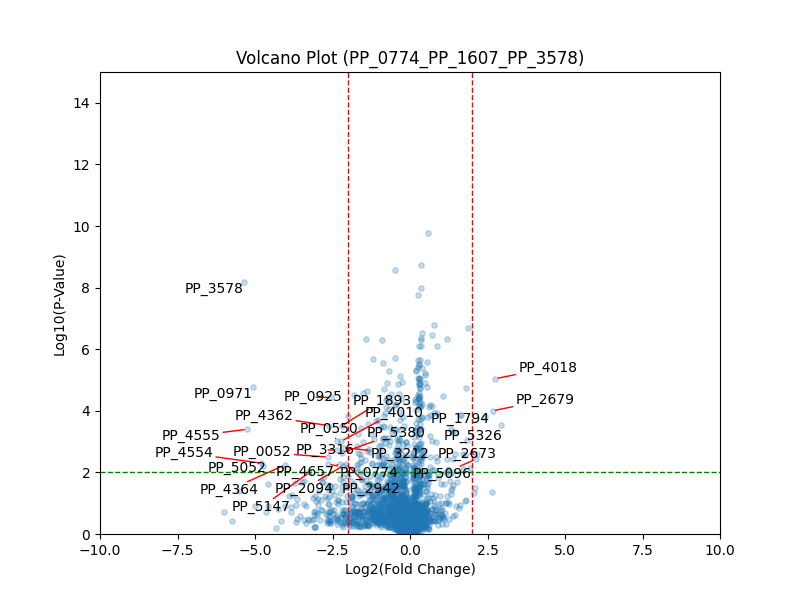 Volcano Plot (PP_0774_PP_1607_PP_3578)
Log10(P-Value)
14
12
10
8
6
4
2
0
PP_3578
PP_4018
PP_0971
PP_0925
PP_1893
PP_2679
PP_4362
PP_4010
PP_1794
PP_4555
PP_0550
PP_5380
PP_5326
PP_4554
PP_0052
PP_3316
PP_3212
PP_2673
PP_5052
PP_4657
PP_0774
PP_5096
PP_4364
PP_2094
PP_2942
PP_5147
−10.0
−7.5
−5.0
−2.5
0.0
2.5
5.0
7.5
10.0
Log2(Fold Change)